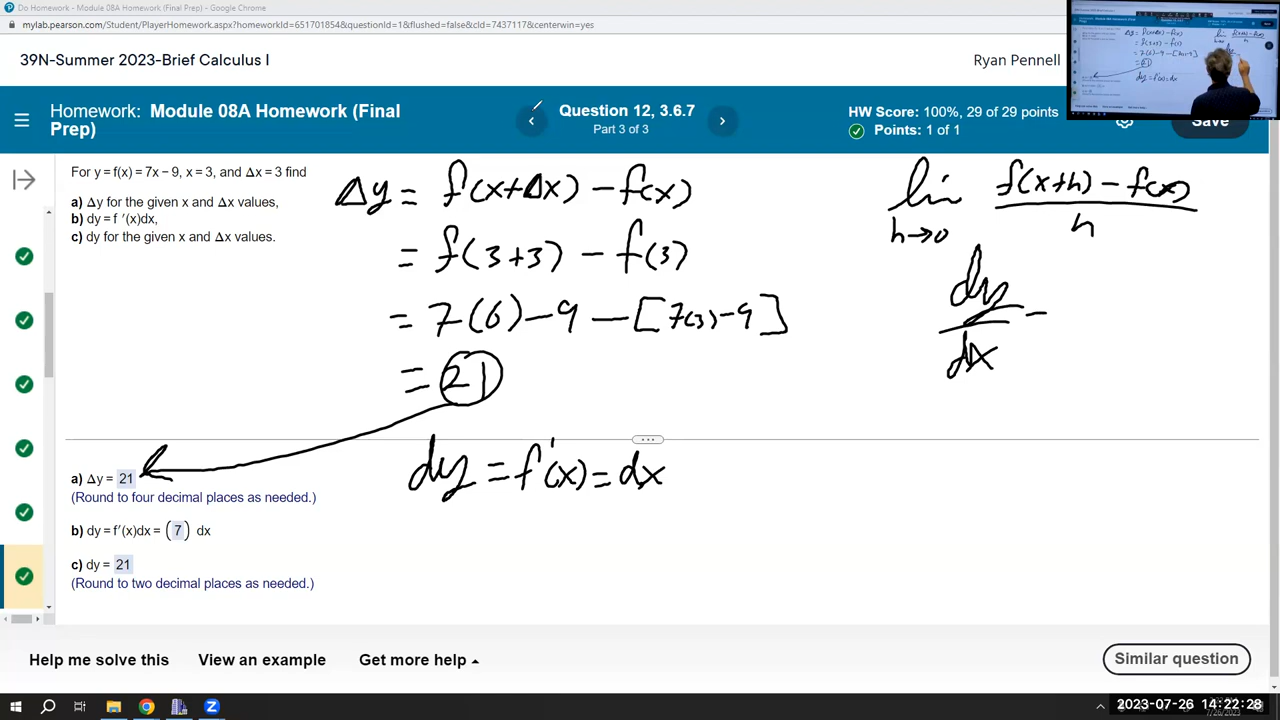 Do Homework - Module 08A Homework (Final Prep) - Google Chrome
mylab.pearson.com/Student/PlayerHomework.aspx?homeworkId=651701854&questionId=1&flushed=false&cId=7437117&
39N-Summer 2023-Brief Calculus I
Ryan Pennell
Homework: Module 08A Homework (Final Prep)
Question 12, 3.6.7
Part 3 of 3
HW Score: 100%, 29 of 29 points
Points: 1 of 1
Save
For y = f(x) = 7x − 9, x = 3, and Δx = 3 find
a) Δy for the given x and Δx values,
b) dy = f ′(x)dx,
c) dy for the given x and Δx values.
Δy = f(x+Δx) − f(x)
= f(3+3) − f(3)
= 7(6) − 9 − [7(3) − 9]
= 21
lim h→0 f(x+h) − f(x) / h
dy/dx =
dy = f'(x) = dx
a) Δy = 21
(Round to four decimal places as needed.)
b) dy = f′(x)dx = (7) dx
c) dy = 21
(Round to two decimal places as needed.)
Help me solve this
View an example
Get more help
Similar question
2023-07-26 14:22:28